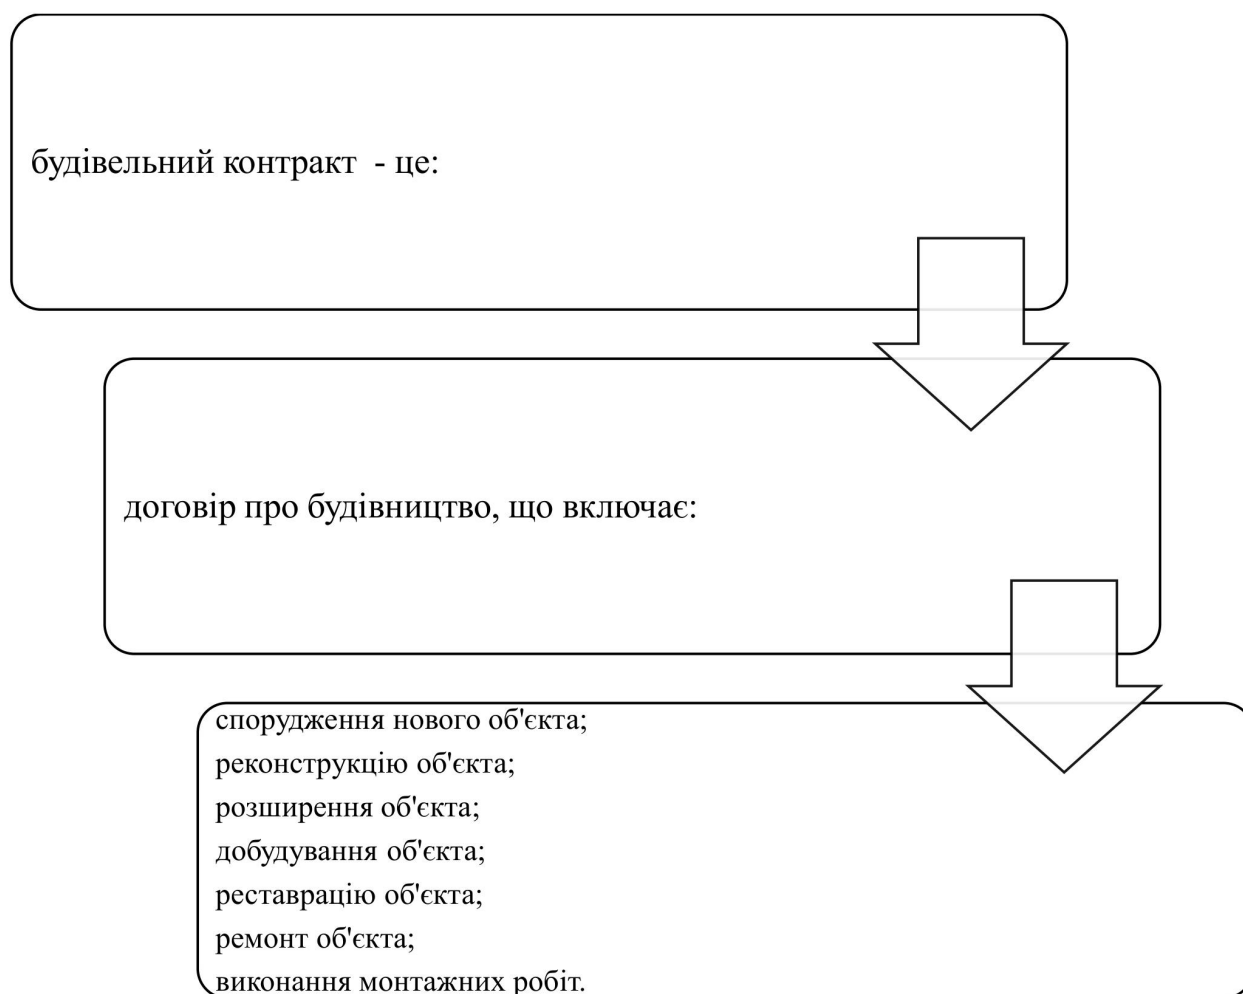 будівельний контракт  - це:
договір про будівництво, що включає:
спорудження нового об'єкта;
реконструкцію об'єкта;
розширення об'єкта;
добудування об'єкта;
реставрацію об'єкта;
ремонт об'єкта;
виконання монтажних робіт.